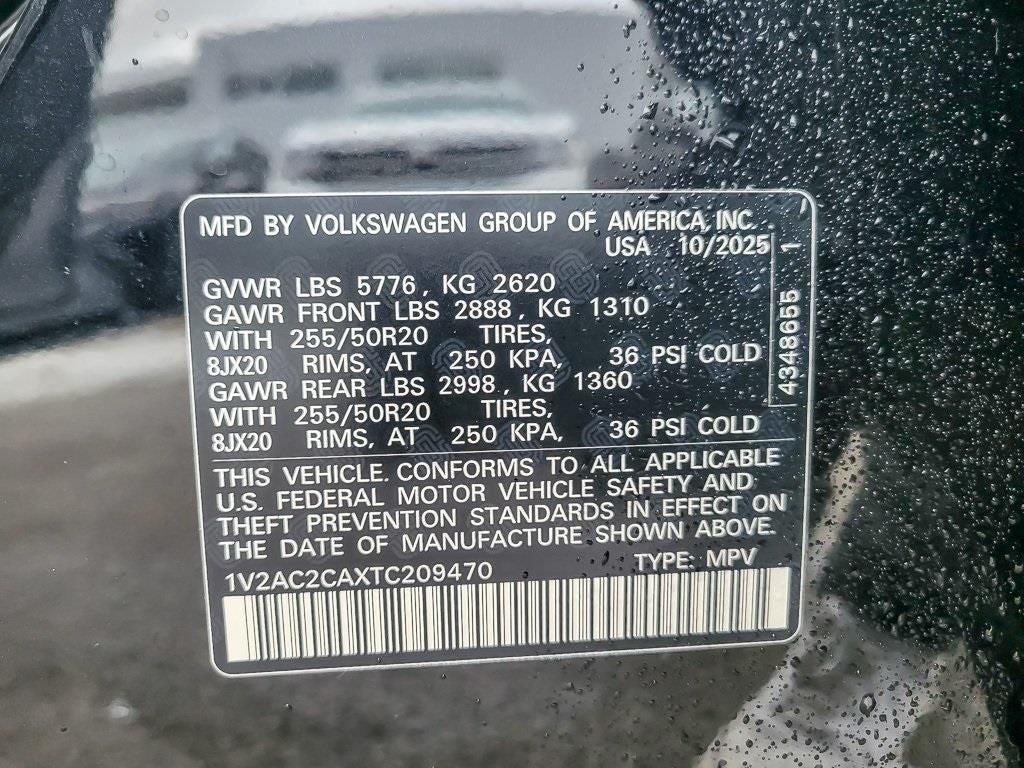 MFD BY VOLKSWAGEN GROUP OF AMERICA, INC.
USA 10/2025
GVWR LBS 5776, KG 2620
GAWR FRONT LBS 2888, KG 1310
WITH 255/50R20 TIRES,
8JX20 RIMS, AT 250 KPA, 36 PSI COLD
GAWR REAR LBS 2998, KG 1360
WITH 255/50R20 TIRES,
8JX20 RIMS, AT 250 KPA, 36 PSI COLD
4348655 1
THIS VEHICLE. CONFORMS TO ALL APPLICABLE
U.S. FEDERAL MOTOR VEHICLE SAFETY AND
THEFT PREVENTION STANDARDS IN EFFECT ON
THE DATE OF MANUFACTURE SHOWN ABOVE.
1V2AC2CAXTC209470 TYPE: MPV